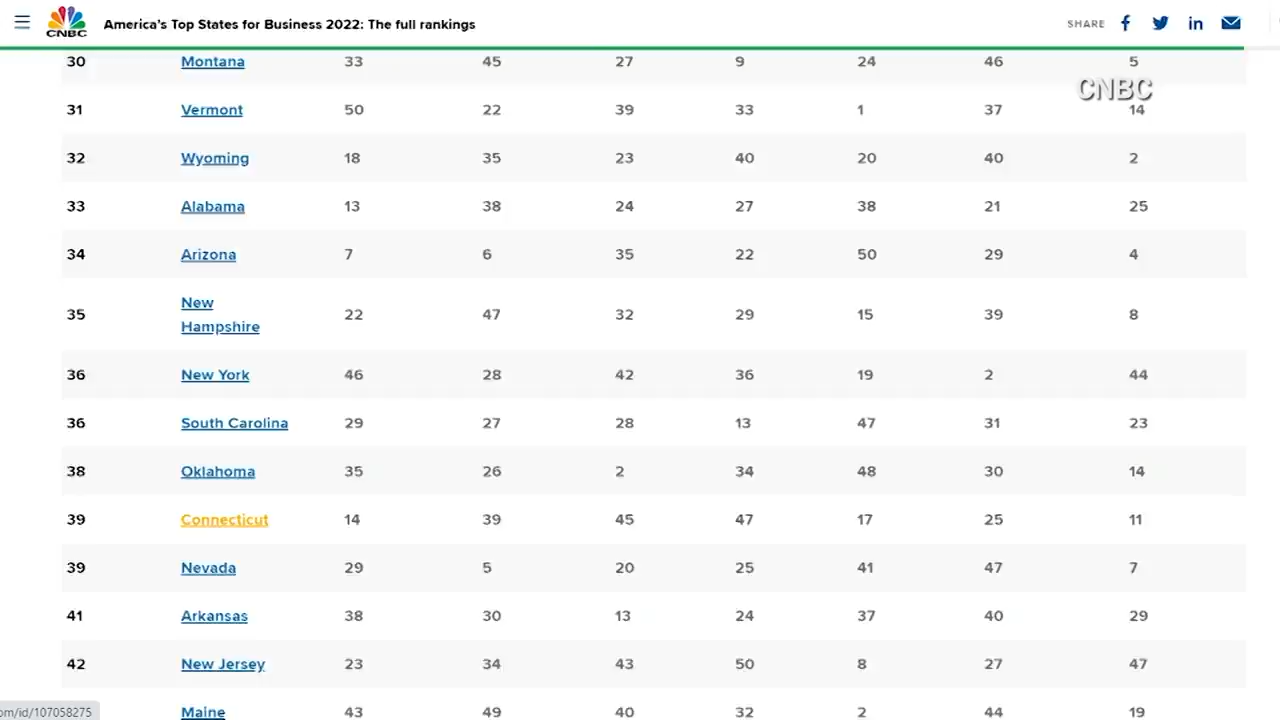 CNBC
America's Top States for Business 2022: The full rankings
SHARE
30 Montana 33 45 27 9 24 46 5
CNBC
31 Vermont 50 22 39 33 1 37 14
32 Wyoming 18 35 23 40 20 40 2
33 Alabama 13 38 24 27 38 21 25
34 Arizona 7 6 35 22 50 29 4
35 New Hampshire 22 47 32 29 15 39 8
36 New York 46 28 42 36 19 2 44
36 South Carolina 29 27 28 13 47 31 23
38 Oklahoma 35 26 2 34 48 30 14
39 Connecticut 14 39 45 47 17 25 11
39 Nevada 29 5 20 25 41 47 7
41 Arkansas 38 30 13 24 37 40 29
42 New Jersey 23 34 43 50 8 27 47
Maine 43 49 40 32 2 44 19
om/id/107058275